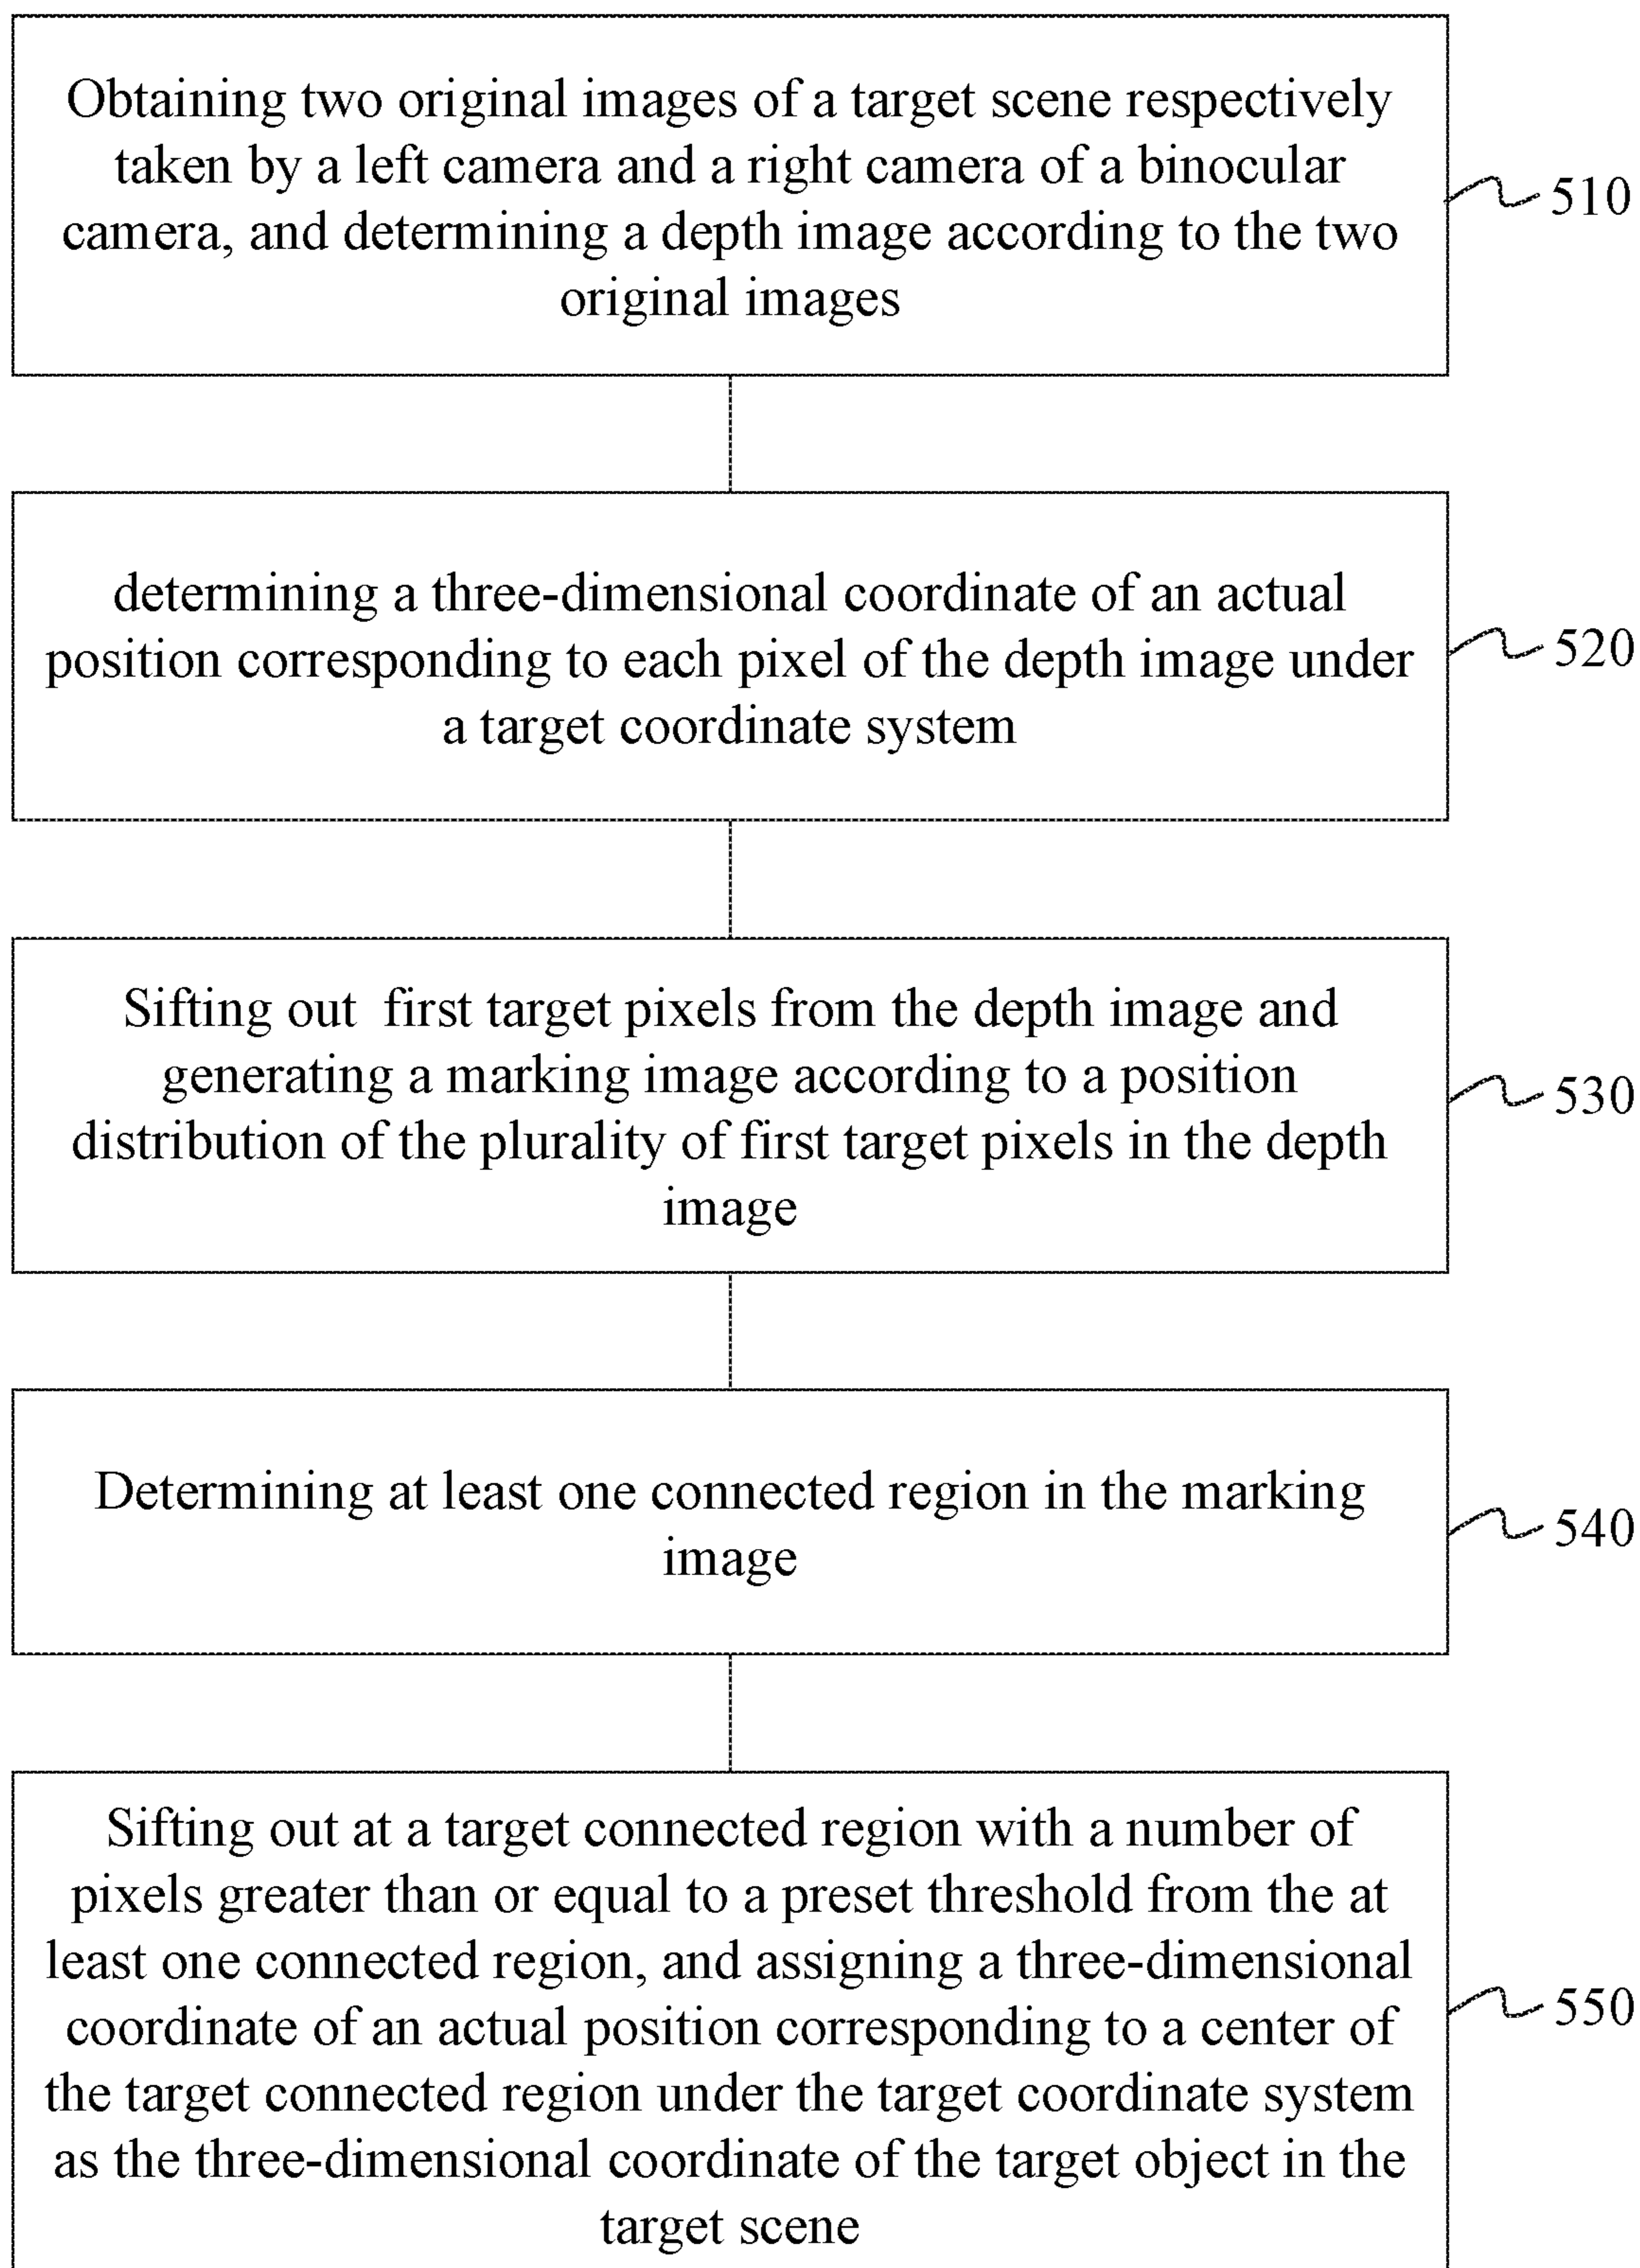 Obtaining two original images of a target scene respectively
taken by a left camera and a right camera of a binocular
camera, and determining a depth image according to the two
original images
510
determining a three-dimensional coordinate of an actual
position corresponding to each pixel of the depth image under
a target coordinate system
520
Sifting out first target pixels from the depth image and
generating a marking image according to a position
distribution of the plurality of first target pixels in the depth
image
530
Determining at least one connected region in the marking
image
540
Sifting out at a target connected region with a number of
pixels greater than or equal to a preset threshold from the at
least one connected region, and assigning a three-dimensional
coordinate of an actual position corresponding to a center of
the target connected region under the target coordinate system
as the three-dimensional coordinate of the target object in the
target scene
550